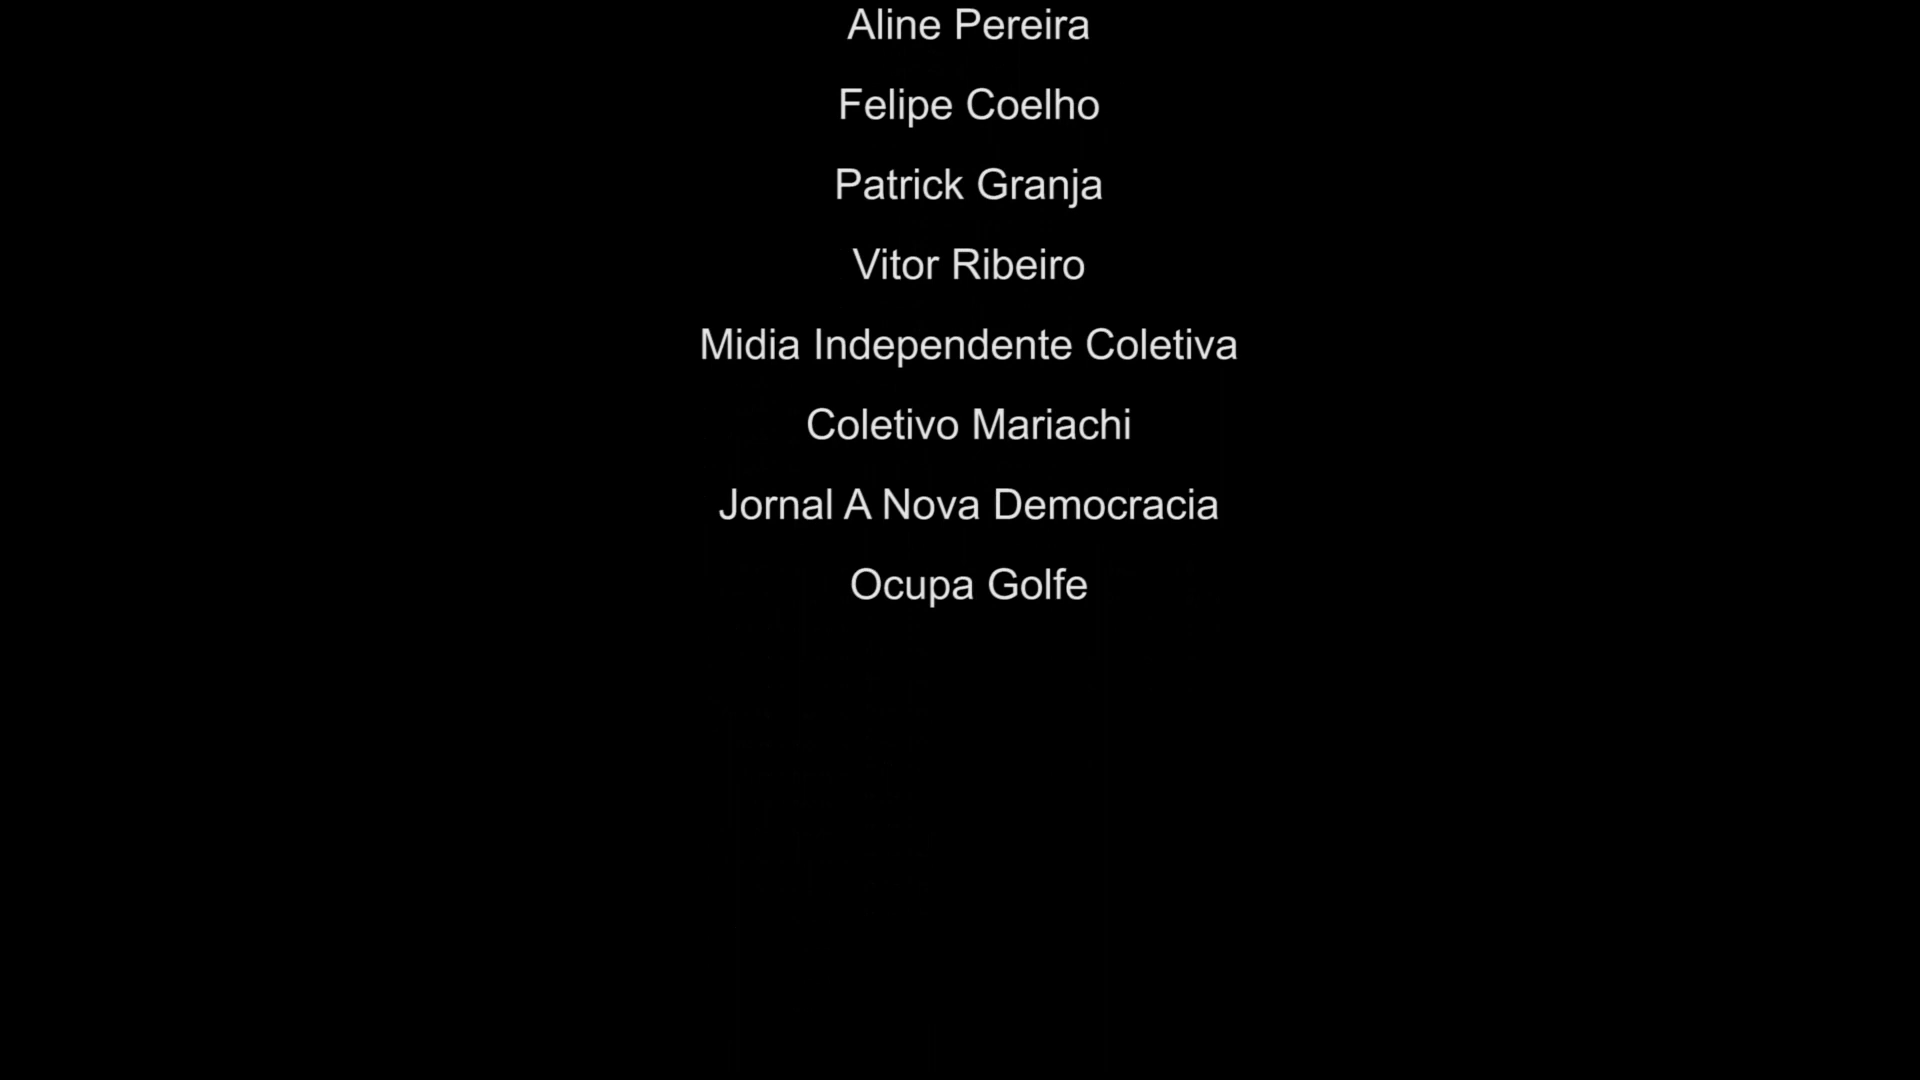 Aline Pereira
Felipe Coelho
Patrick Granja
Vitor Ribeiro
Midia Independente Coletiva
Coletivo Mariachi
Jornal A Nova Democracia
Ocupa Golfe